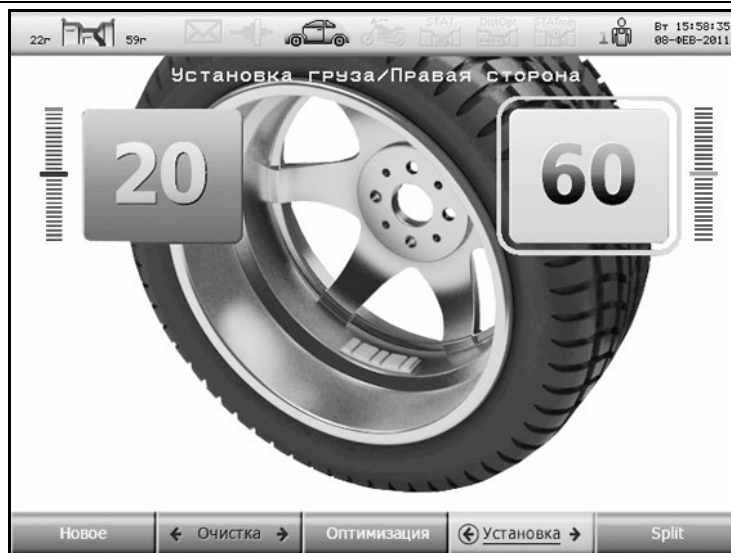 22г 59г STAT DistOpt STATmin 1 Вт 15:58:35
08-ФЕВ-2011
Установка груза/Правая сторона
20 60
Новое ← Очистка → Оптимизация ← Установка → Split